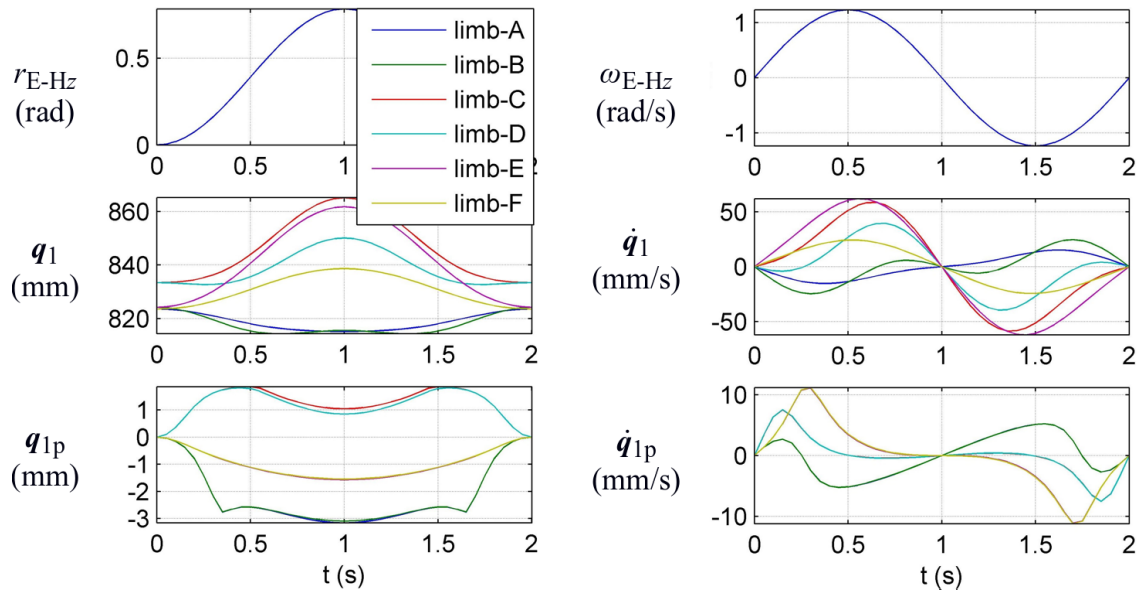 r_E-Hz
(rad)
0.5
0
0 0.5 1 2
limb-A
limb-B
limb-C
limb-D
limb-E
limb-F
ω_E-Hz
(rad/s)
1
0
-1
0 0.5 1 1.5 2
q_1
(mm)
860
840
820
0 0.5 1 1.5 2
q̇_1
(mm/s)
50
0
-50
0 0.5 1 1.5 2
q_1p
(mm)
1
0
-1
-2
-3
0 0.5 1 1.5 2
t (s)
q̇_1p
(mm/s)
10
0
-10
0 0.5 1 1.5 2
t (s)